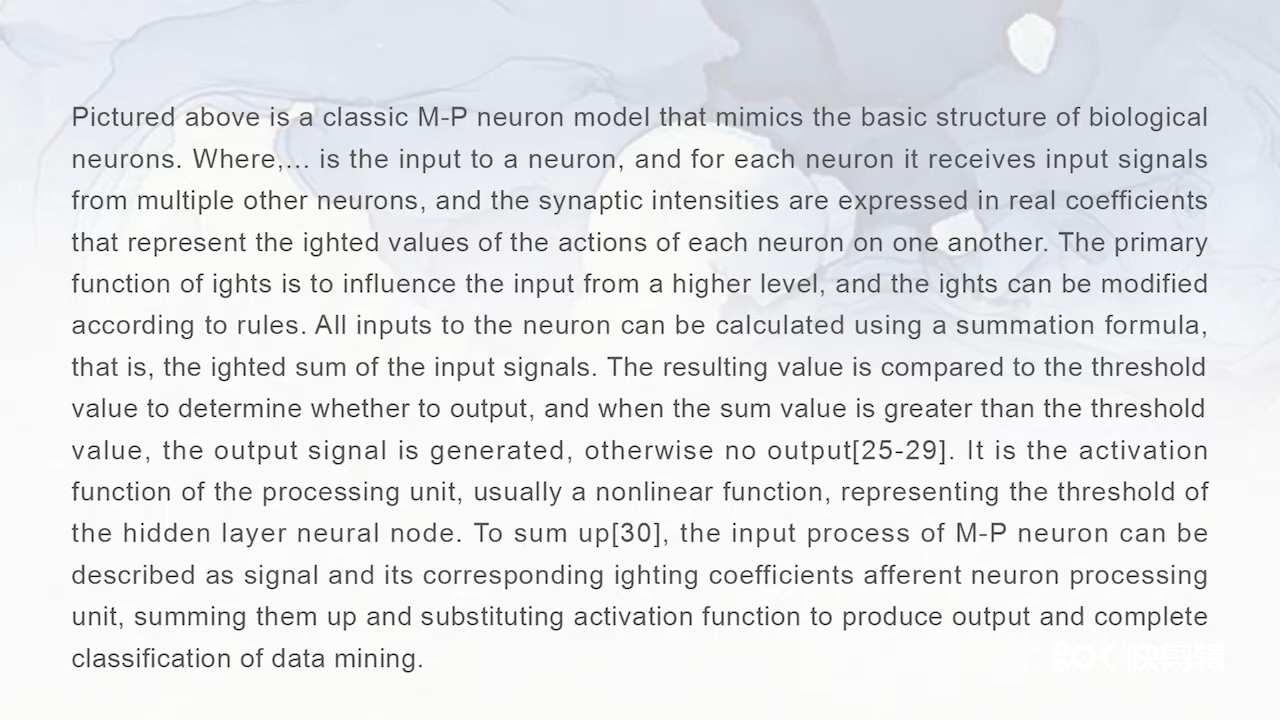 Pictured above is a classic M-P neuron model that mimics the basic structure of biological
neurons. Where,... is the input to a neuron, and for each neuron it receives input signals
from multiple other neurons, and the synaptic intensities are expressed in real coefficients
that represent the ighted values of the actions of each neuron on one another. The primary
function of ights is to influence the input from a higher level, and the ights can be modified
according to rules. All inputs to the neuron can be calculated using a summation formula,
that is, the ighted sum of the input signals. The resulting value is compared to the threshold
value to determine whether to output, and when the sum value is greater than the threshold
value, the output signal is generated, otherwise no output[25-29]. It is the activation
function of the processing unit, usually a nonlinear function, representing the threshold of
the hidden layer neural node. To sum up[30], the input process of M-P neuron can be
described as signal and its corresponding ighting coefficients afferent neuron processing
unit, summing them up and substituting activation function to produce output and complete
classification of data mining.
快剪辑